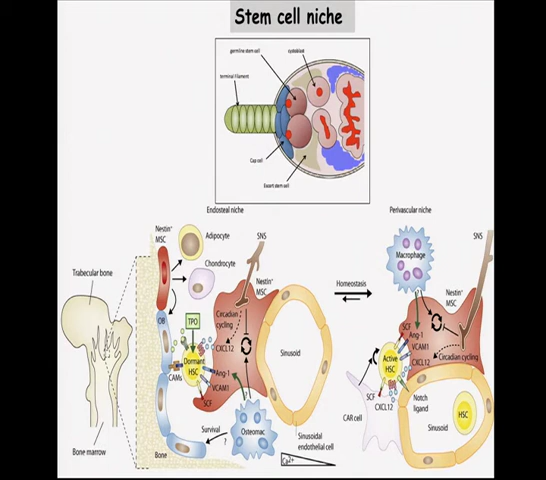 Stem cell niche
germline stem cell
cystoblast
terminal filament
Cap cell
Escort stem cell
Endosteal niche
Perivascular niche
Nestin⁺
MSC
Adipocyte
SNS
SNS
Macrophage
Chondrocyte
Trabecular bone
Nestin⁺
MSC
Homeostasis
Nestin⁺
MSC
OB
TPO
Circadian
cycling
CXCL12
SCF
Ang-1
VCAM1
CXCL12
Circadian cycling
Dormant
HSC
Sinusoid
Active
HSC
CAMs
Ang-1
VCAM1
SCF
SCF
CXCL12
Notch
ligand
HSC
CAR cell
Sinusoid
Survival
?
Osteomac
Sinusoidal
endothelial cell
Bone marrow
Bone
Ca²⁺